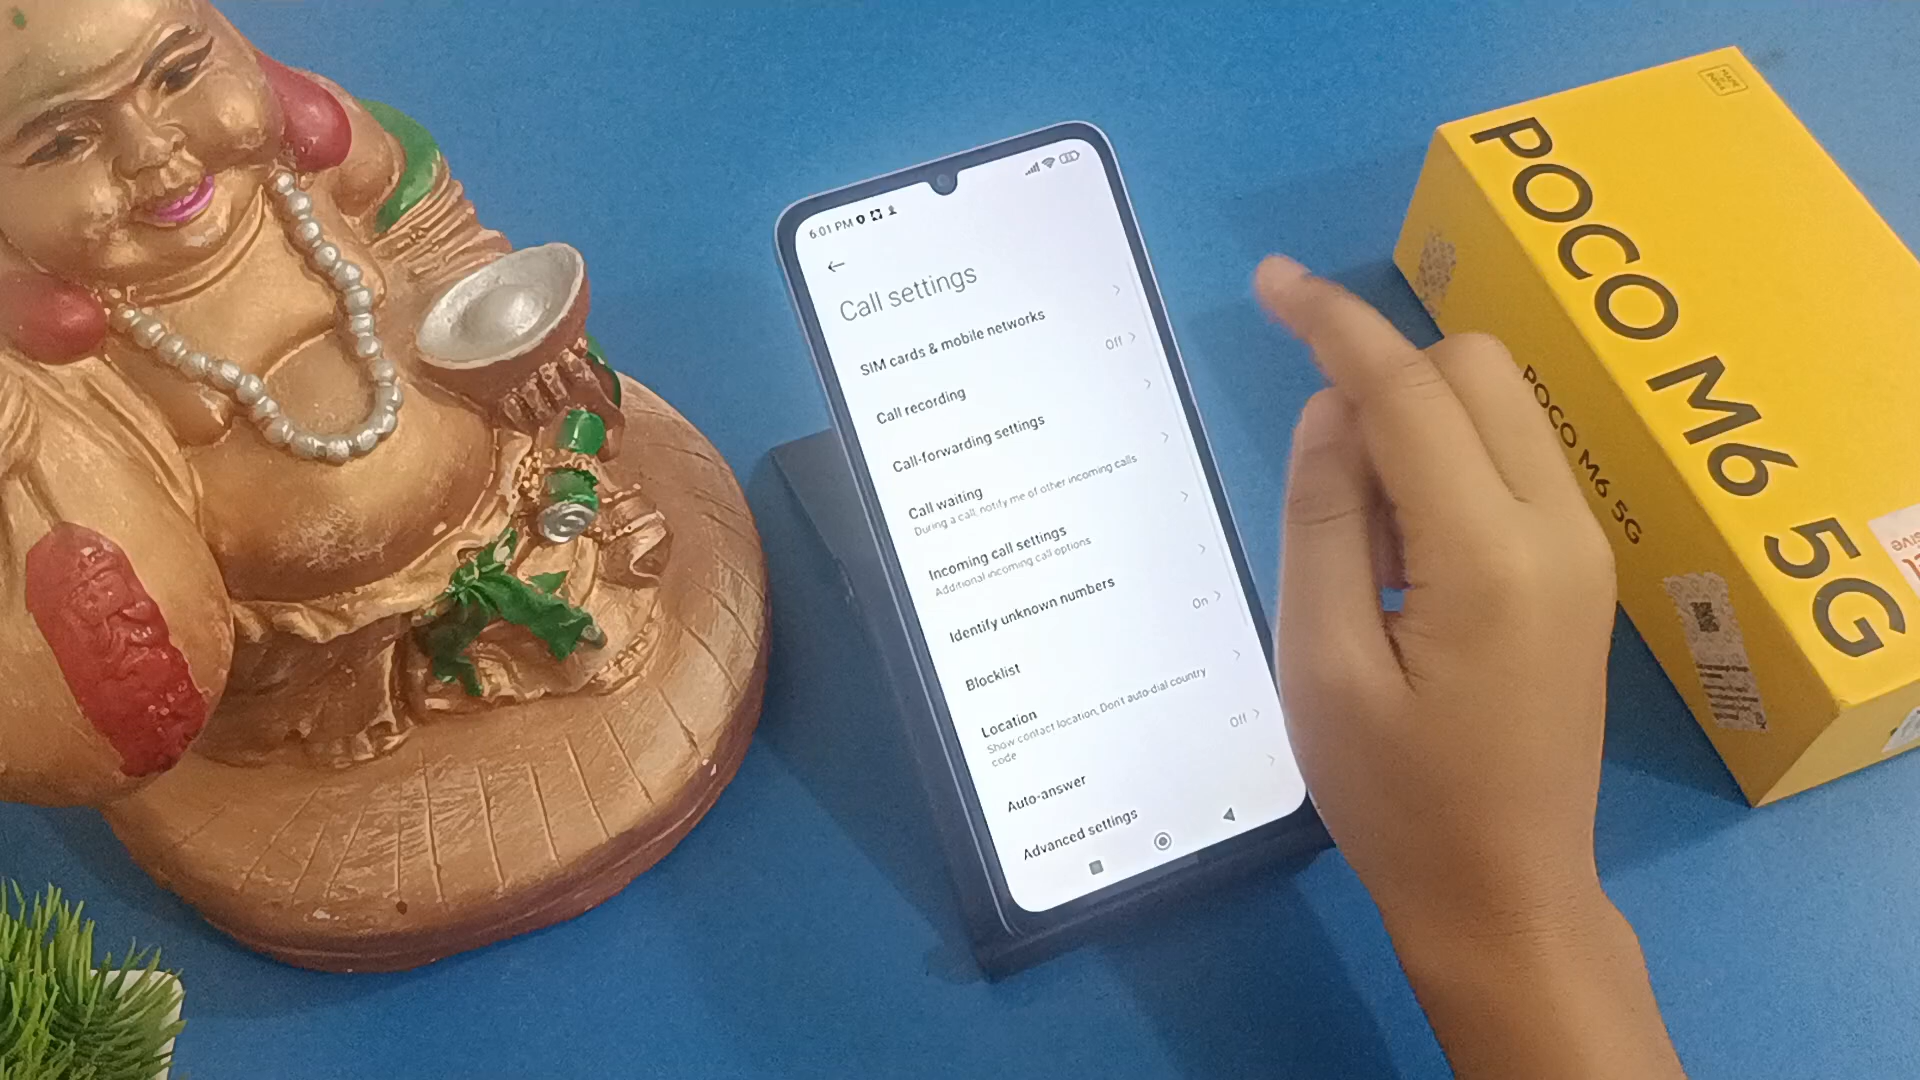 6:01 PM
Call settings
SIM cards & mobile networks
Call recording
Off
Call-forwarding settings
Call waiting
During a call, notify me of other incoming calls
Incoming call settings
Additional incoming call options
Identify unknown numbers
Blocklist
On
Location
Show contact location, Don't auto-dial country
code
Auto-answer
Off
Advanced settings
POCO M6 5G
POCO M6 5G